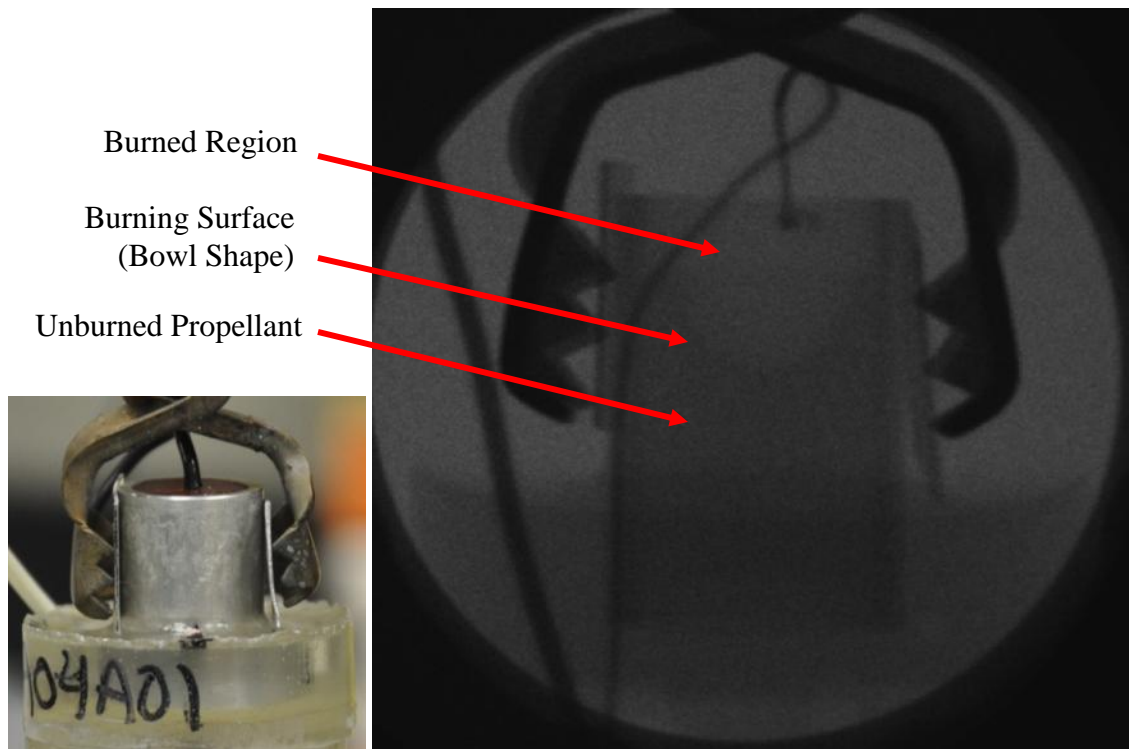 Burned Region
Burning Surface
(Bowl Shape)
Unburned Propellant
104A01